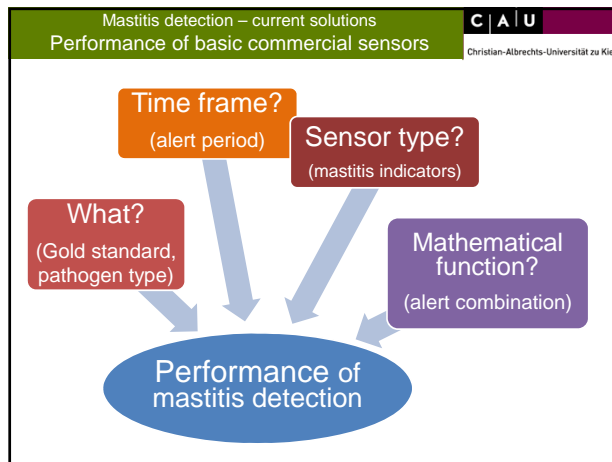 Mastitis detection – current solutions
Performance of basic commercial sensors
C | A | U
Christian-Albrechts-Universität zu Kie
Time frame?
(alert period)
Sensor type?
(mastitis indicators)
What?
(Gold standard,
pathogen type)
Mathematical
function?
(alert combination)
Performance of
mastitis detection